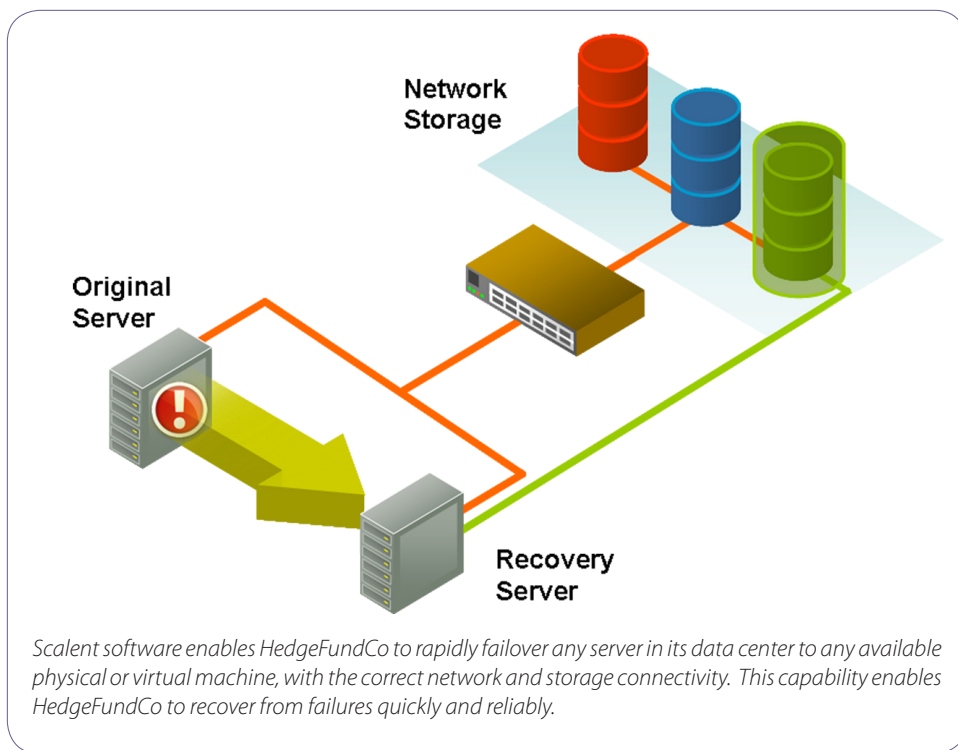 Network
Storage
Original
Server
Recovery
Server
Scalent software enables HedgeFundCo to rapidly failover any server in its data center to any available
physical or virtual machine, with the correct network and storage connectivity. This capability enables
HedgeFundCo to recover from failures quickly and reliably.